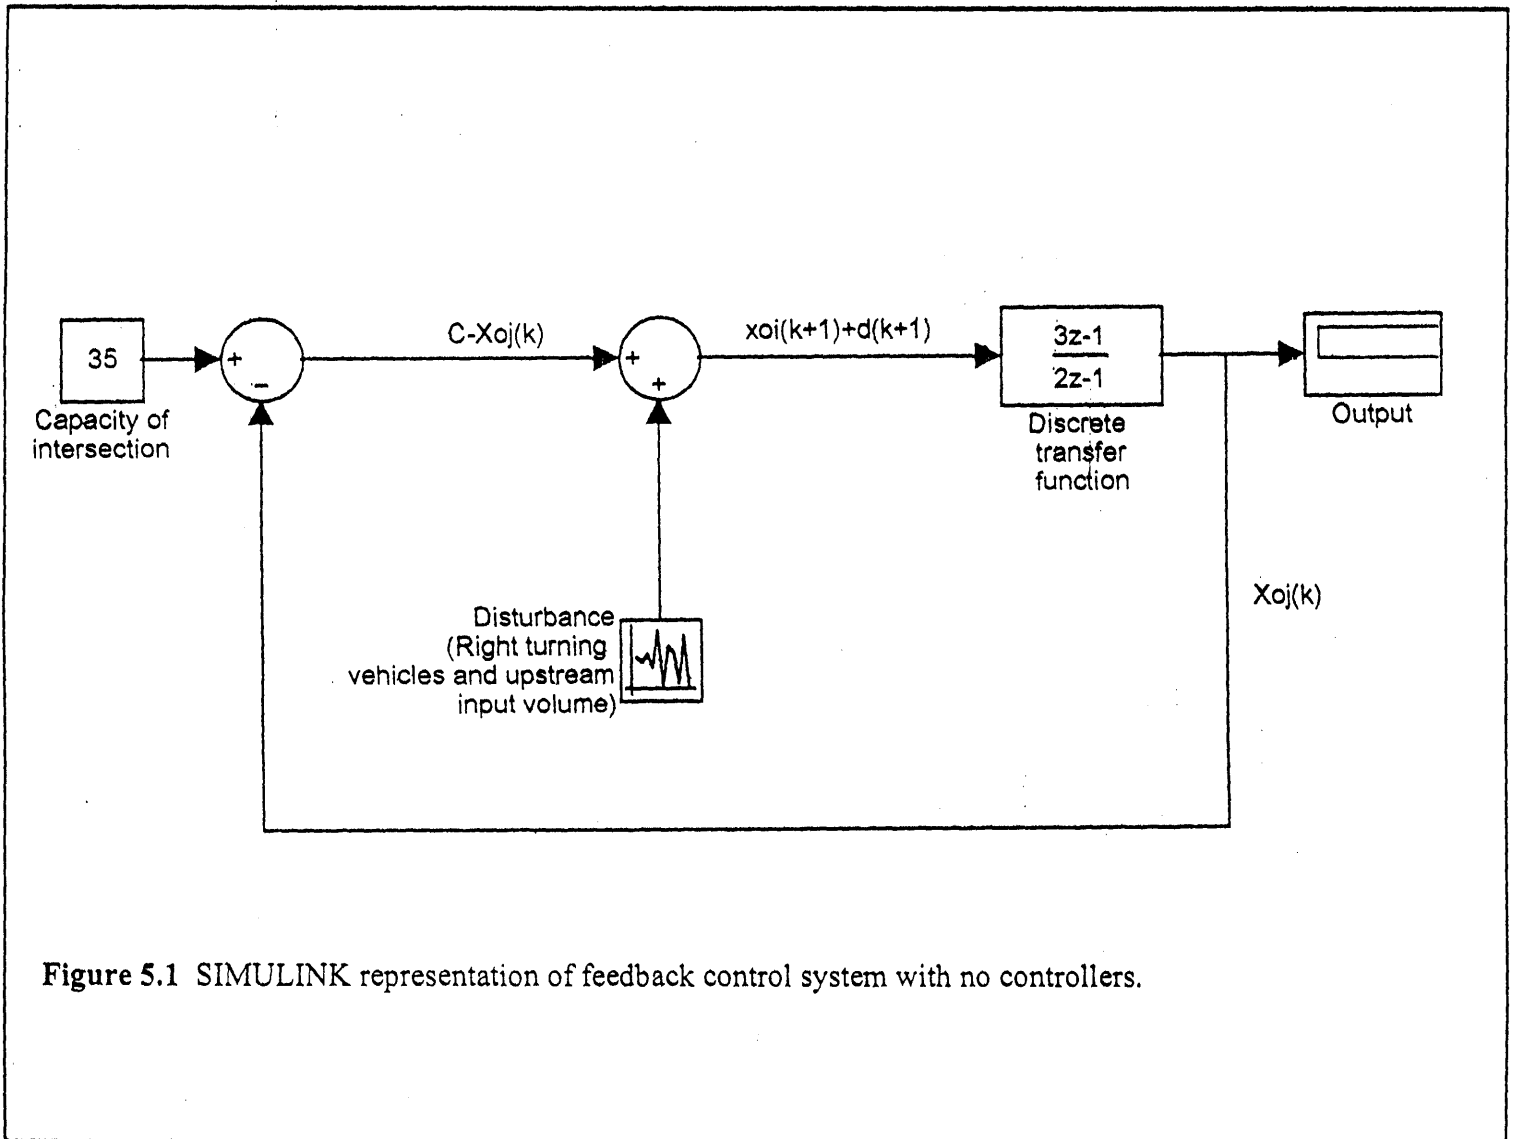 35
Capacity of
intersection
+
−
C-Xoj(k)
+
+
xoi(k+1)+d(k+1)
3z-1
2z-1
Discrete
transfer
function
Output
Disturbance
(Right turning
vehicles and upstream
input volume)
Xoj(k)
Figure 5.1 SIMULINK representation of feedback control system with no controllers.